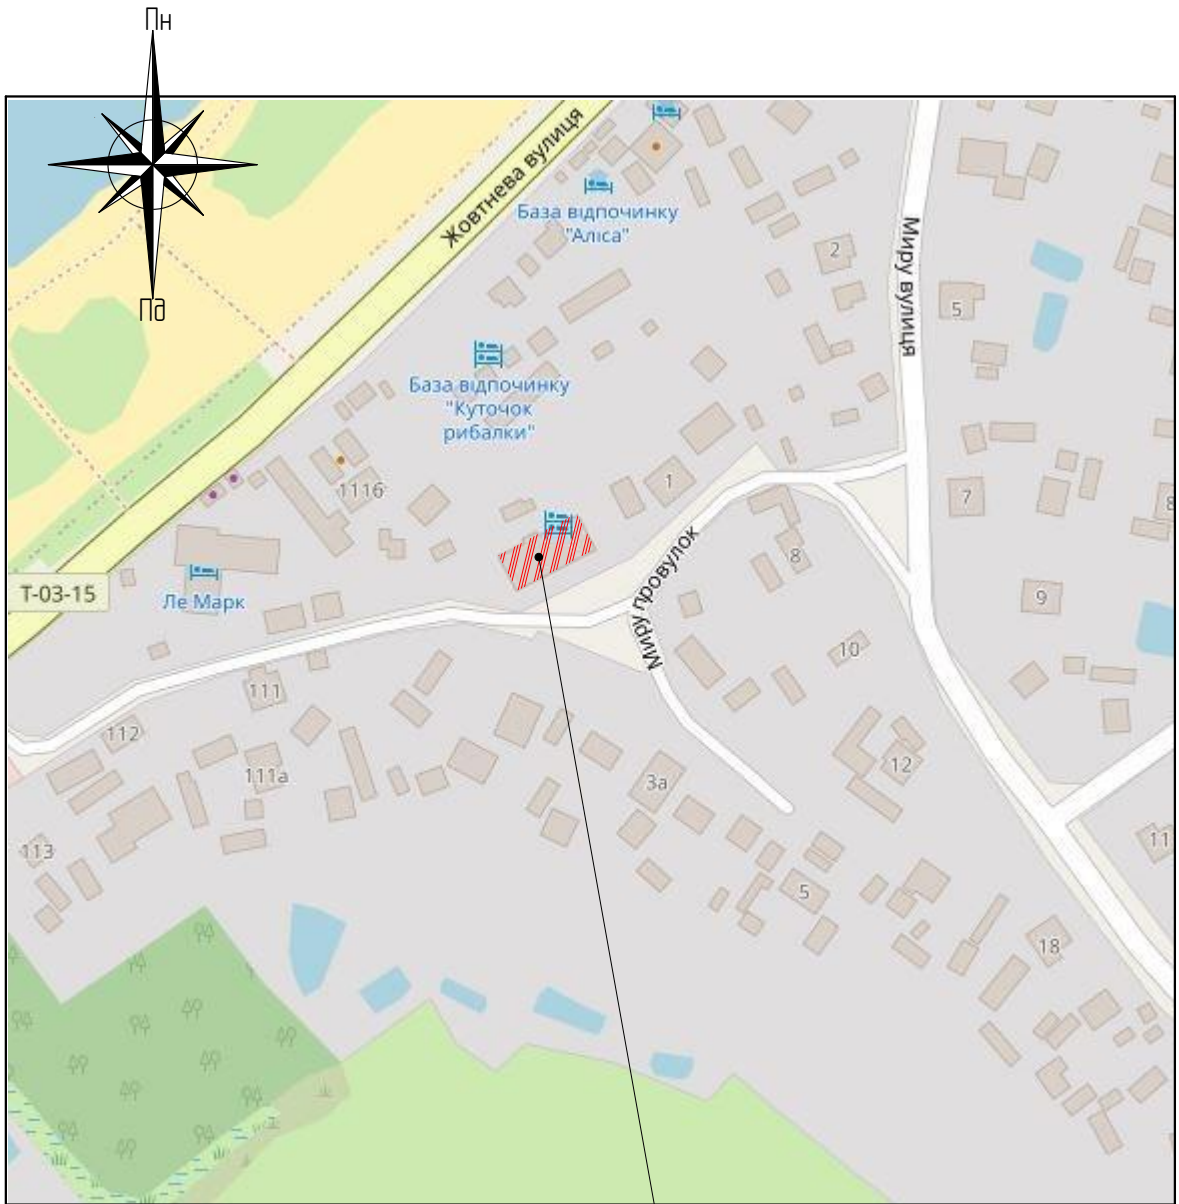 Пн
Пд
Жовтнева вулиця
База відпочинку
"Аліса"
2
Миру вулиця
5
База відпочинку
"Куточок
рибалки"
1
111б
7
8
Миру провулок
8
Т-03-15
Ле Марк
9
10
111
112
111а
3а
12
113
5
11
18